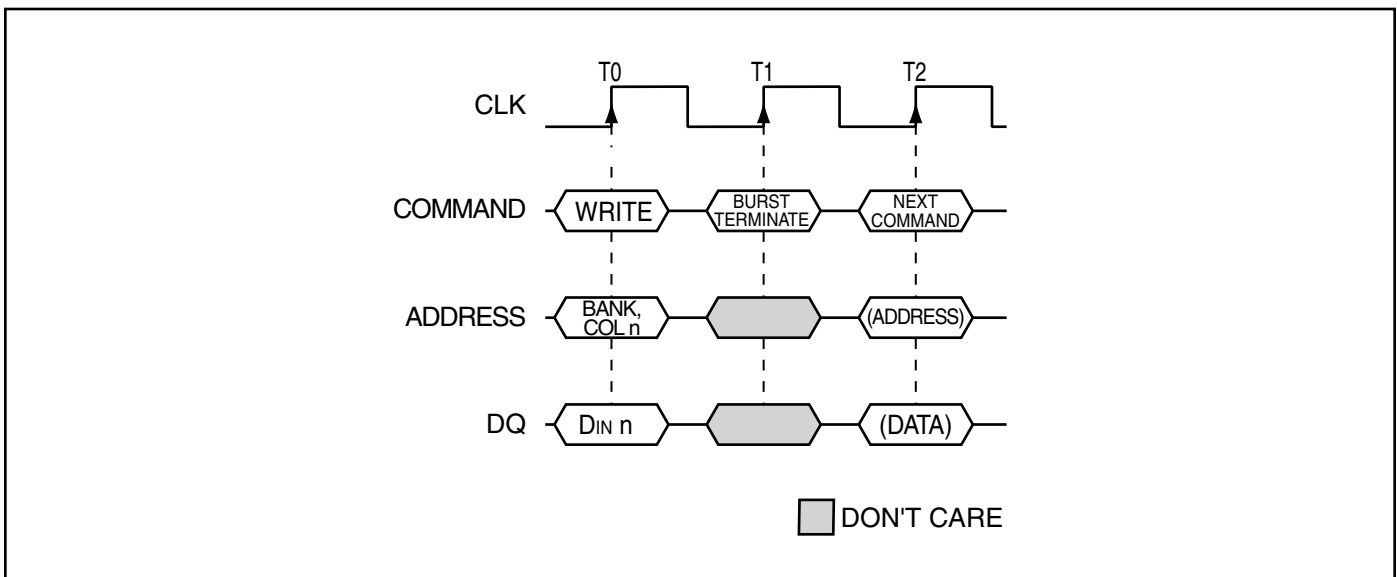 T0 T1 T2
CLK
COMMAND WRITE BURST TERMINATE NEXT COMMAND
ADDRESS BANK, COL n (ADDRESS)
DQ DIN n (DATA)
DON'T CARE